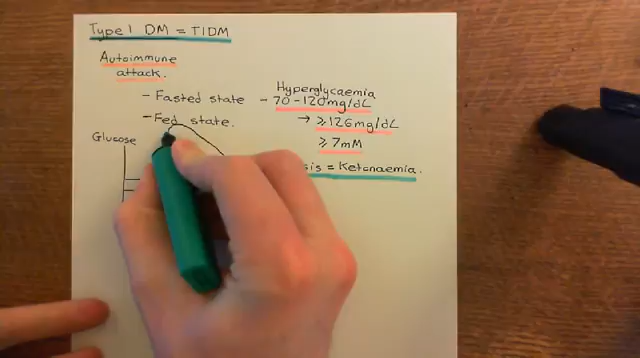 Type 1 DM = T1DM
Autoimmune
attack.
- Fasted state
- Fed state.
Hyperglycaemia
- 70-120mg/dL
→ ≥126mg/dL
≥ 7mM
= Ketonaemia.
Glucose